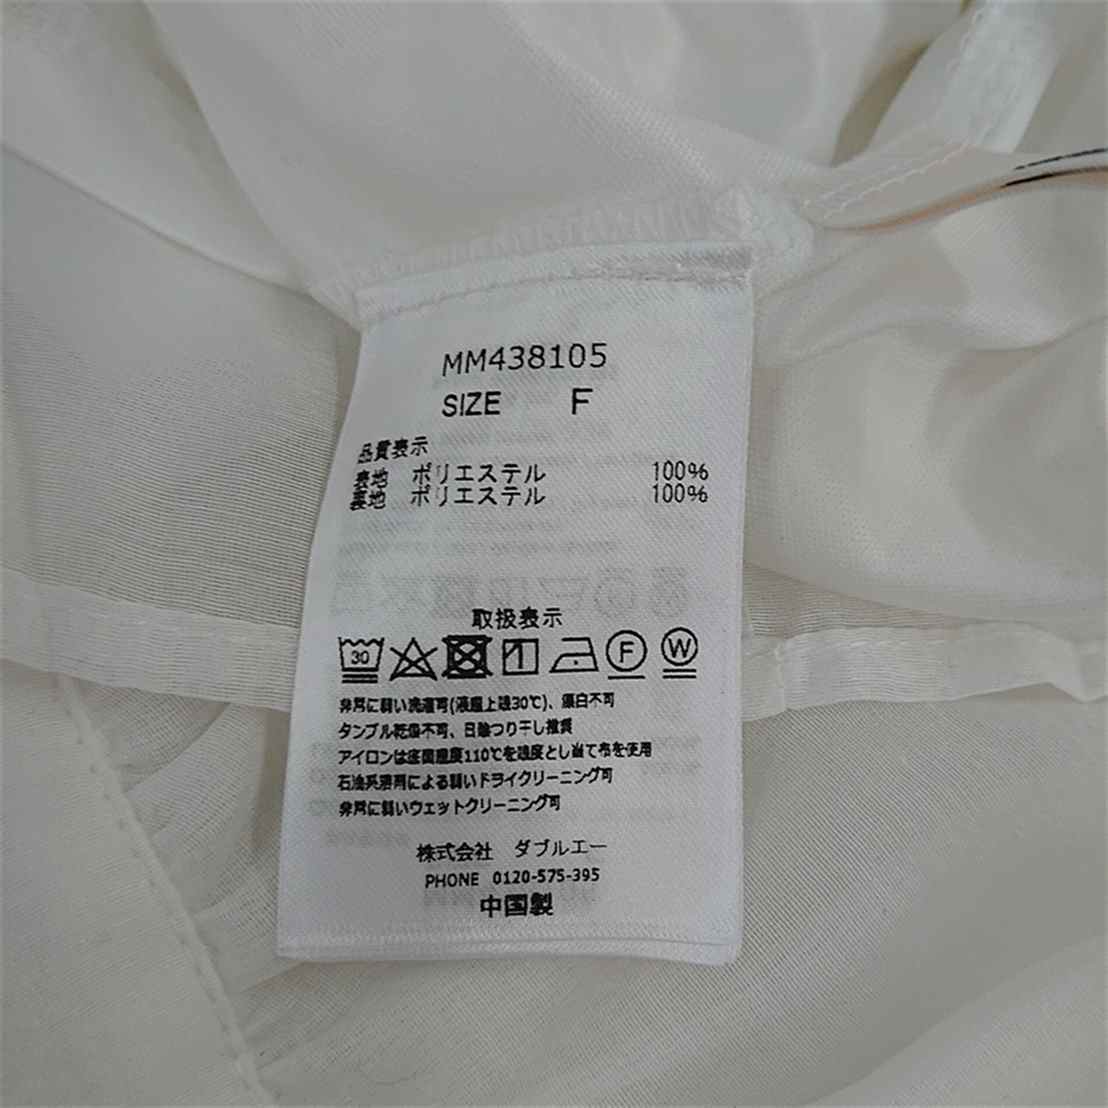 MM438105
SIZE F
品質表示
表地 ポリエステル 100%
裏地 ポリエステル 100%
取扱表示
30 F W
非常に弱い洗濯可(液温上限30℃)、漂白不可
タンブル乾燥不可、日陰つり干し推奨
アイロンは底面温度110℃を限度とし当て布を使用
石油系溶剤による弱いドライクリーニング可
非常に弱いウェットクリーニング可
株式会社 ダブルエー
PHONE 0120-575-395
中国製